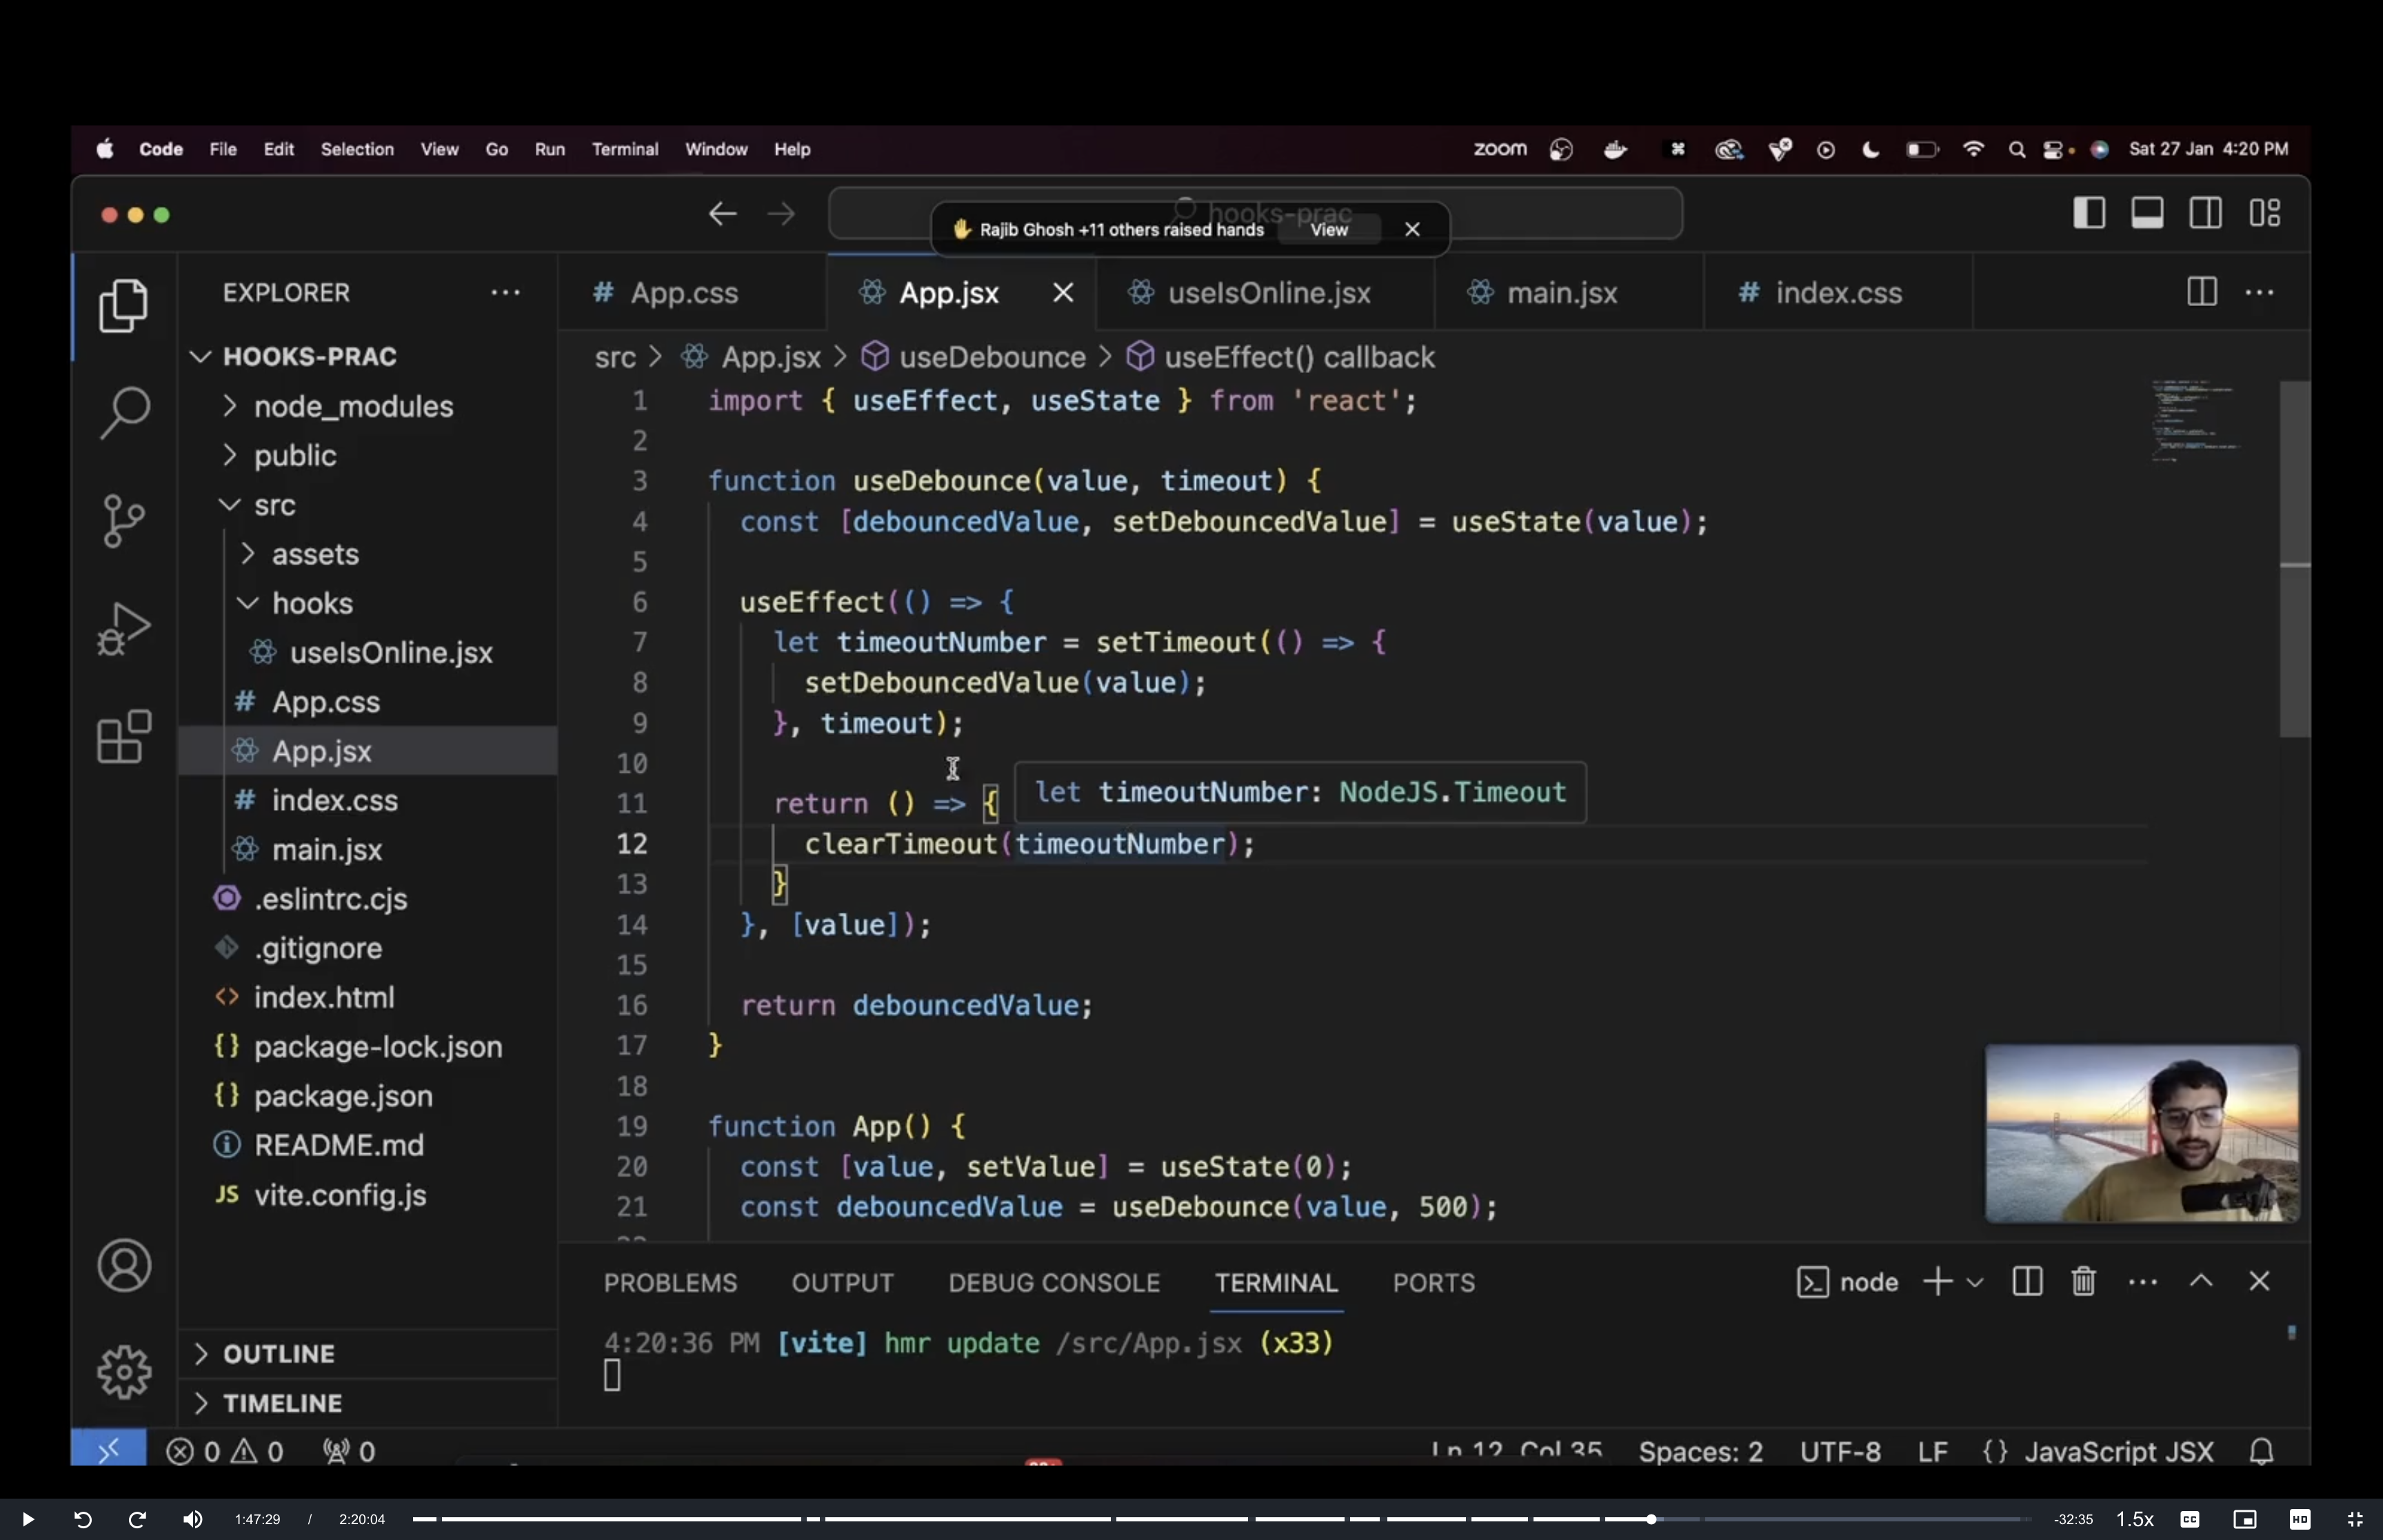 Code File Edit Selection View Go Run Terminal Window Help
zoom Sat 27 Jan 4:20 PM
hooks-prac
Rajib Ghosh +11 others raised hands View
EXPLORER
HOOKS-PRAC
node_modules
public
src
assets
hooks
useIsOnline.jsx
App.css
App.jsx
index.css
main.jsx
.eslintrc.cjs
.gitignore
index.html
package-lock.json
package.json
README.md
vite.config.js
OUTLINE
TIMELINE
App.css App.jsx useIsOnline.jsx main.jsx index.css
src > App.jsx > useDebounce > useEffect() callback
1 import { useEffect, useState } from 'react';
2
3 function useDebounce(value, timeout) {
4 const [debouncedValue, setDebouncedValue] = useState(value);
5
6 useEffect(() => {
7 let timeoutNumber = setTimeout(() => {
8 setDebouncedValue(value);
9 }, timeout);
10
let timeoutNumber: NodeJS.Timeout
11 return () => {
12 clearTimeout(timeoutNumber);
13 }
14 }, [value]);
15
16 return debouncedValue;
17 }
18
19 function App() {
20 const [value, setValue] = useState(0);
21 const debouncedValue = useDebounce(value, 500);
PROBLEMS OUTPUT DEBUG CONSOLE TERMINAL PORTS
node
4:20:36 PM [vite] hmr update /src/App.jsx (x33)
0 0 0
Ln 12, Col 35 Spaces: 2 UTF-8 LF {} JavaScript JSX
1:47:29 / 2:20:04 -32:35 1.5x CC HD